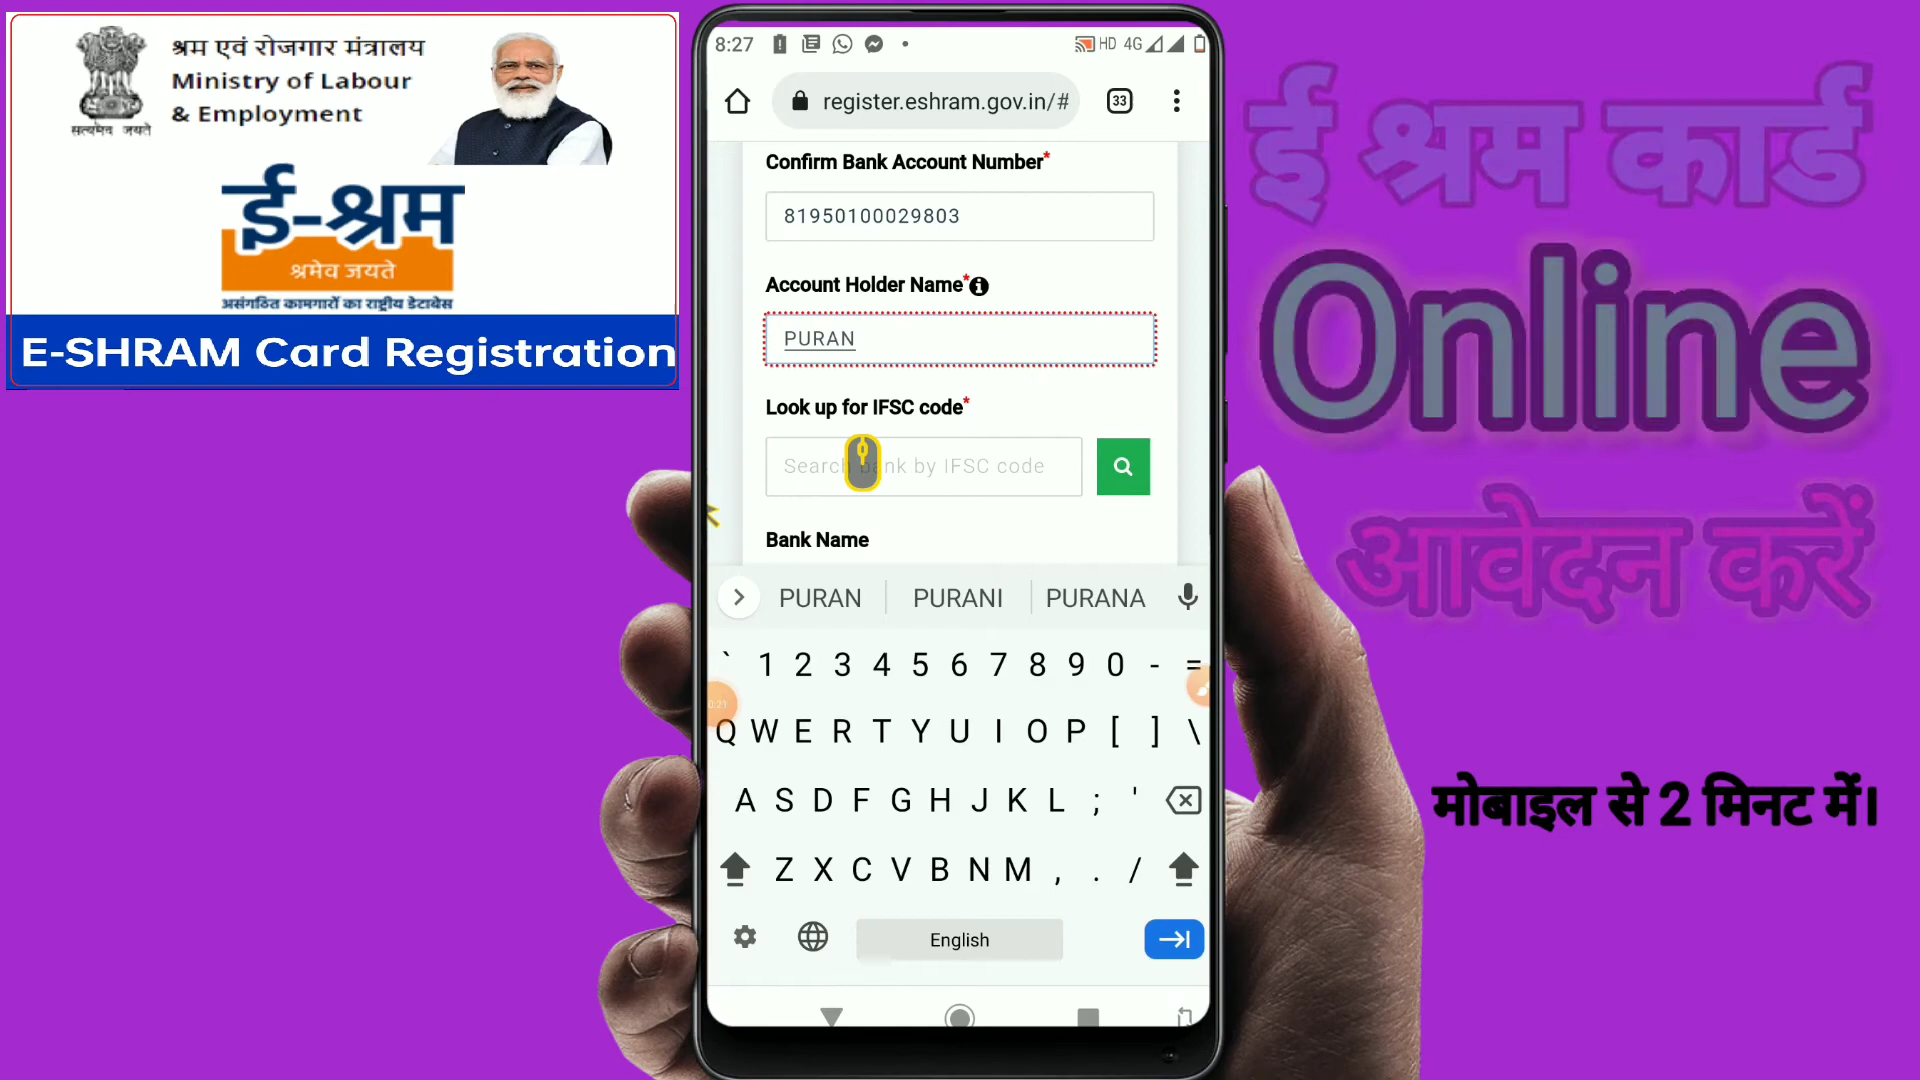 श्रम एवं रोजगार मंत्रालय
Ministry of Labour
& Employment
सत्यमेव जयते
ई-श्रम
श्रमेव जयते
असंगठित कामगारों का राष्ट्रीय डेटाबेस
E-SHRAM Card Registration
8:27
HD 4G
register.eshram.gov.in/#
33
Confirm Bank Account Number*
81950100029803
Account Holder Name*
PURAN
Look up for IFSC code*
Search bank by IFSC code
Bank Name
PURAN PURANI PURANA
` 1 2 3 4 5 6 7 8 9 0 - =
0:21
Q W E R T Y U I O P [ ] \
A S D F G H J K L ; '
Z X C V B N M , . /
English
ई श्रम कार्ड
Online
आवेदन करें
मोबाइल से 2 मिनट में।